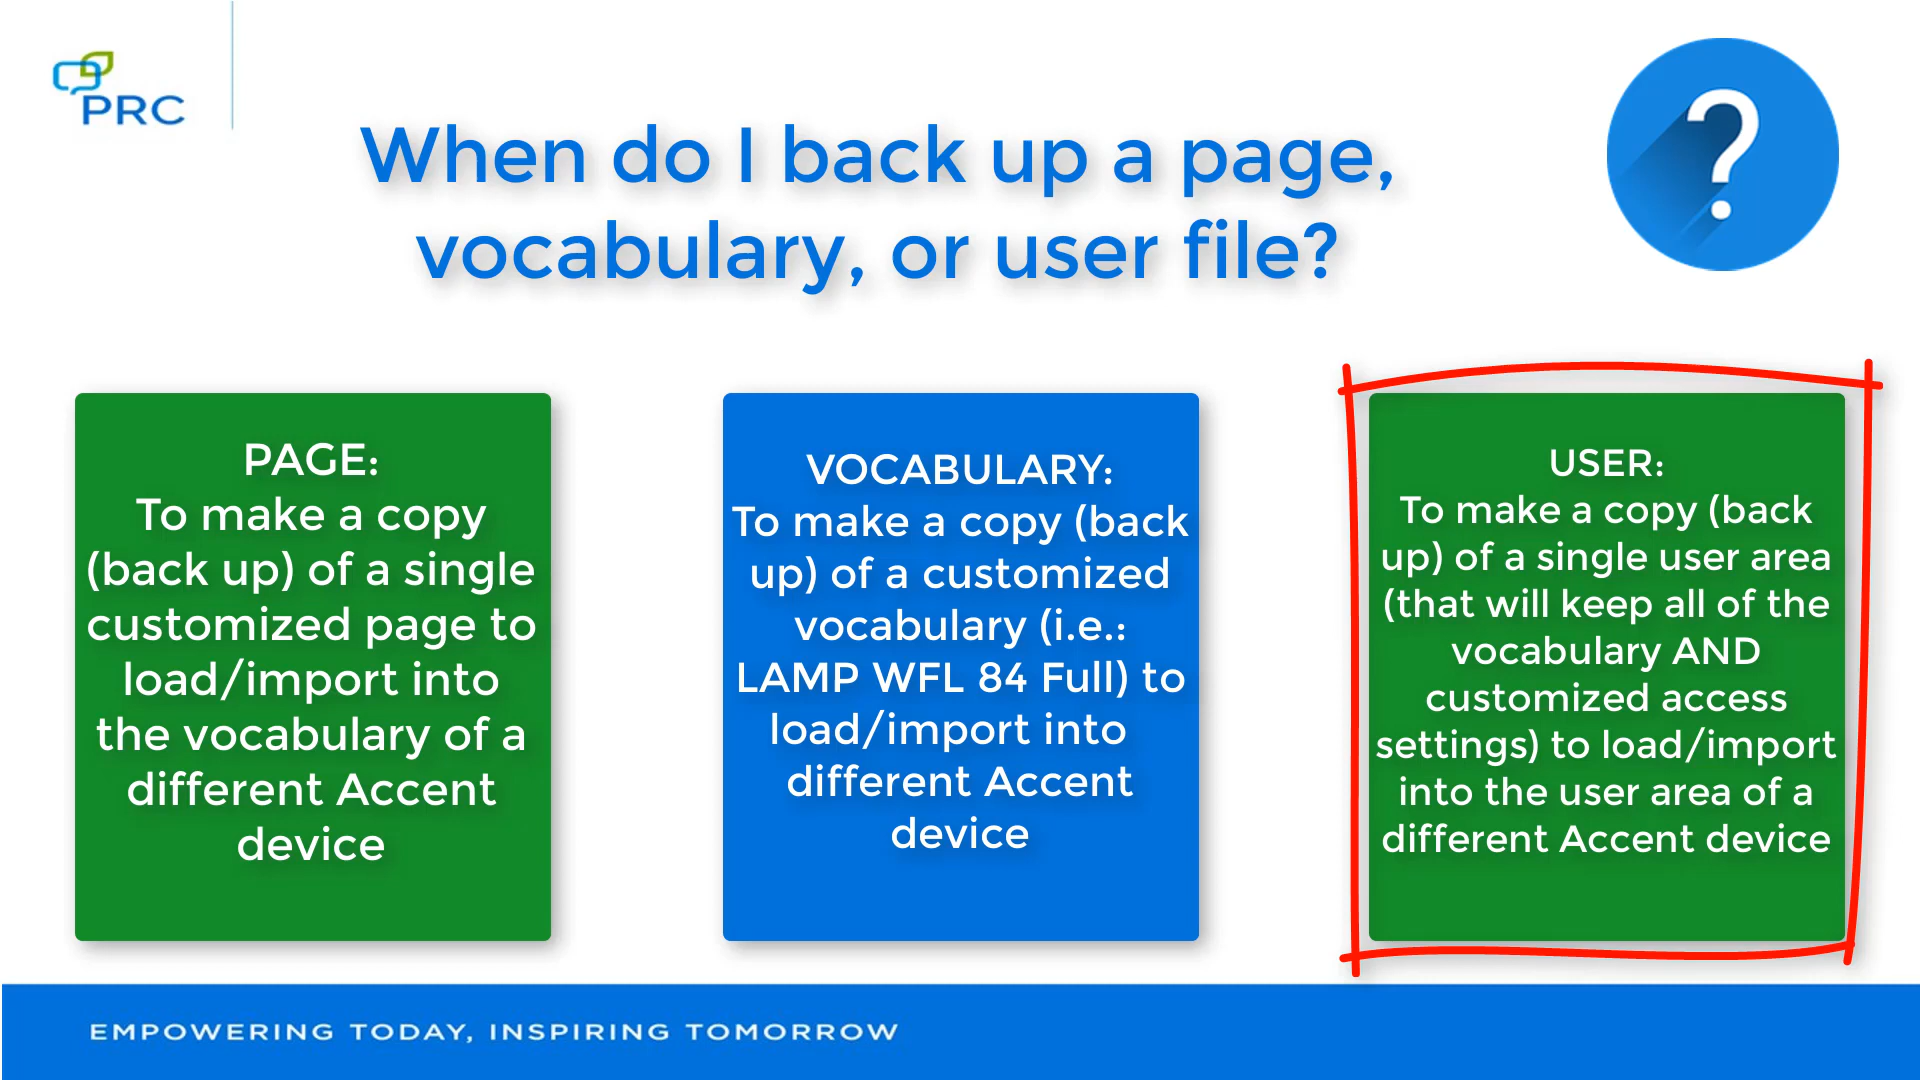 PRC
When do I back up a page,
vocabulary, or user file?
?
PAGE:
To make a copy
(back up) of a single
customized page to
load/import into
the vocabulary of a
different Accent
device
VOCABULARY:
To make a copy (back
up) of a customized
vocabulary (i.e.:
LAMP WFL 84 Full) to
load/import into
different Accent
device
USER:
To make a copy (back
up) of a single user area
(that will keep all of the
vocabulary AND
customized access
settings) to load/import
into the user area of a
different Accent device
EMPOWERING TODAY, INSPIRING TOMORROW